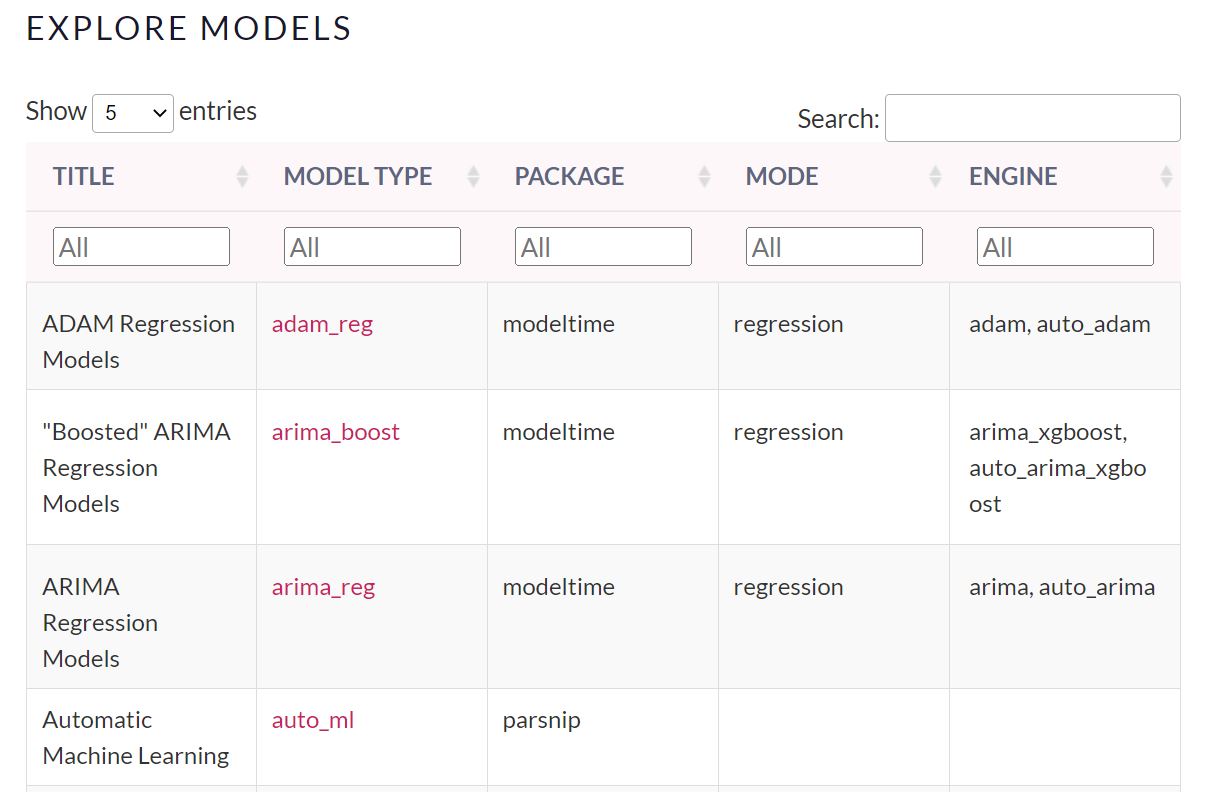 EXPLORE MODELS
Show 5 entries
Search:
TITLE MODEL TYPE PACKAGE MODE ENGINE
All All All All All
ADAM Regression adam_reg modeltime regression adam, auto_adam
Models
"Boosted" ARIMA arima_boost modeltime regression arima_xgboost,
Regression auto_arima_xgbo
Models ost
ARIMA arima_reg modeltime regression arima, auto_arima
Regression
Models
Automatic auto_ml parsnip
Machine Learning